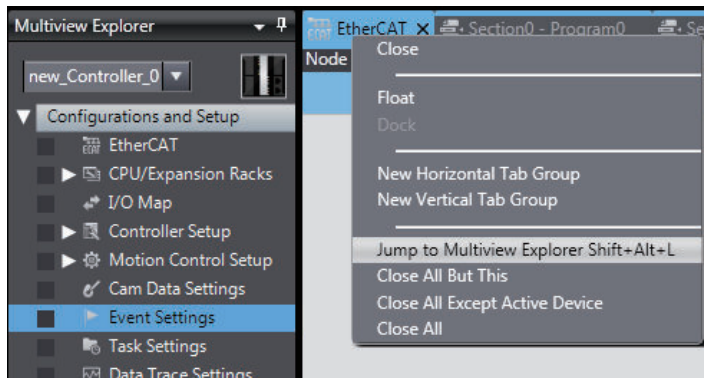 Multiview Explorer
new_Controller_0
Configurations and Setup
EtherCAT
CPU/Expansion Racks
I/O Map
Controller Setup
Motion Control Setup
Cam Data Settings
Event Settings
Task Settings
Data Trace Settings
EtherCAT
Section0 - Program0
Se
Node
Close
Float
Dock
New Horizontal Tab Group
New Vertical Tab Group
Jump to Multiview Explorer Shift+Alt+L
Close All But This
Close All Except Active Device
Close All